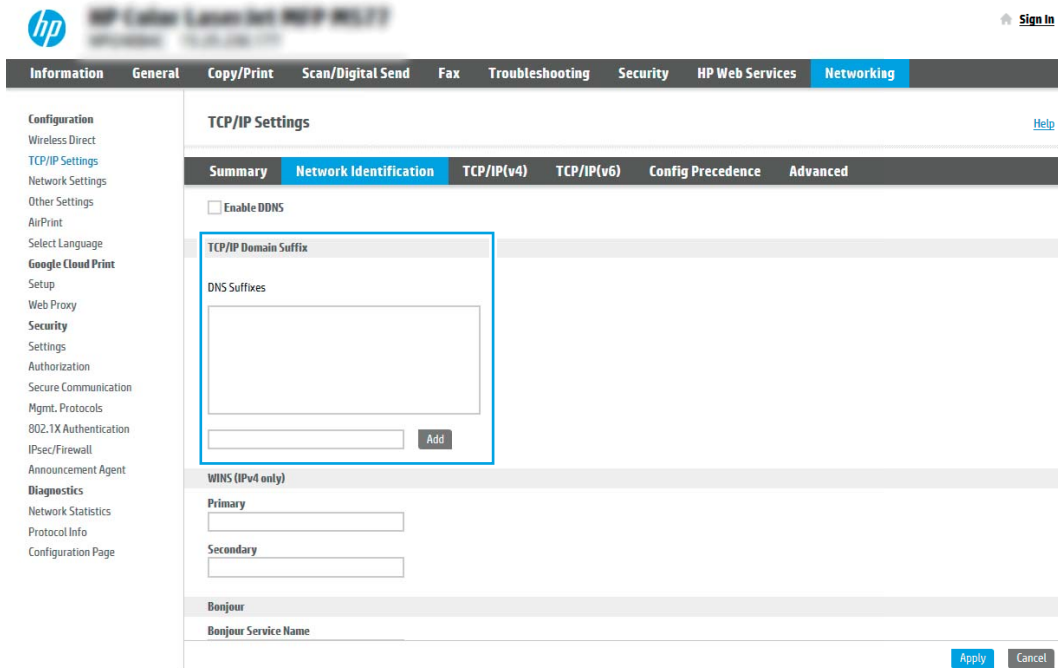 hp
Sign In
Information General Copy/Print Scan/Digital Send Fax Troubleshooting Security HP Web Services Networking
Configuration
Wireless Direct
TCP/IP Settings
Network Settings
Other Settings
AirPrint
Select Language
Google Cloud Print
Setup
Web Proxy
Security
Settings
Authorization
Secure Communication
Mgmt. Protocols
802.1X Authentication
IPsec/Firewall
Announcement Agent
Diagnostics
Network Statistics
Protocol Info
Configuration Page
TCP/IP Settings
Help
Summary Network Identification TCP/IP(v4) TCP/IP(v6) Config Precedence Advanced
Enable DDNS
TCP/IP Domain Suffix
DNS Suffixes
Add
WINS (IPv4 only)
Primary
Secondary
Bonjour
Bonjour Service Name
Apply Cancel